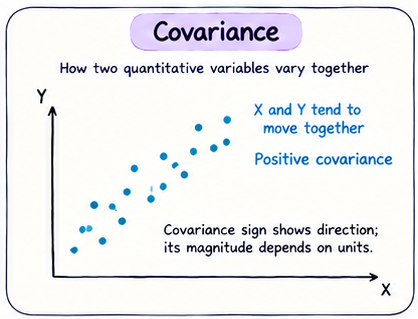 Covariance
How two quantitative variables vary together
Y
X and Y tend to
move together
Positive covariance
Covariance sign shows direction;
its magnitude depends on units.
X